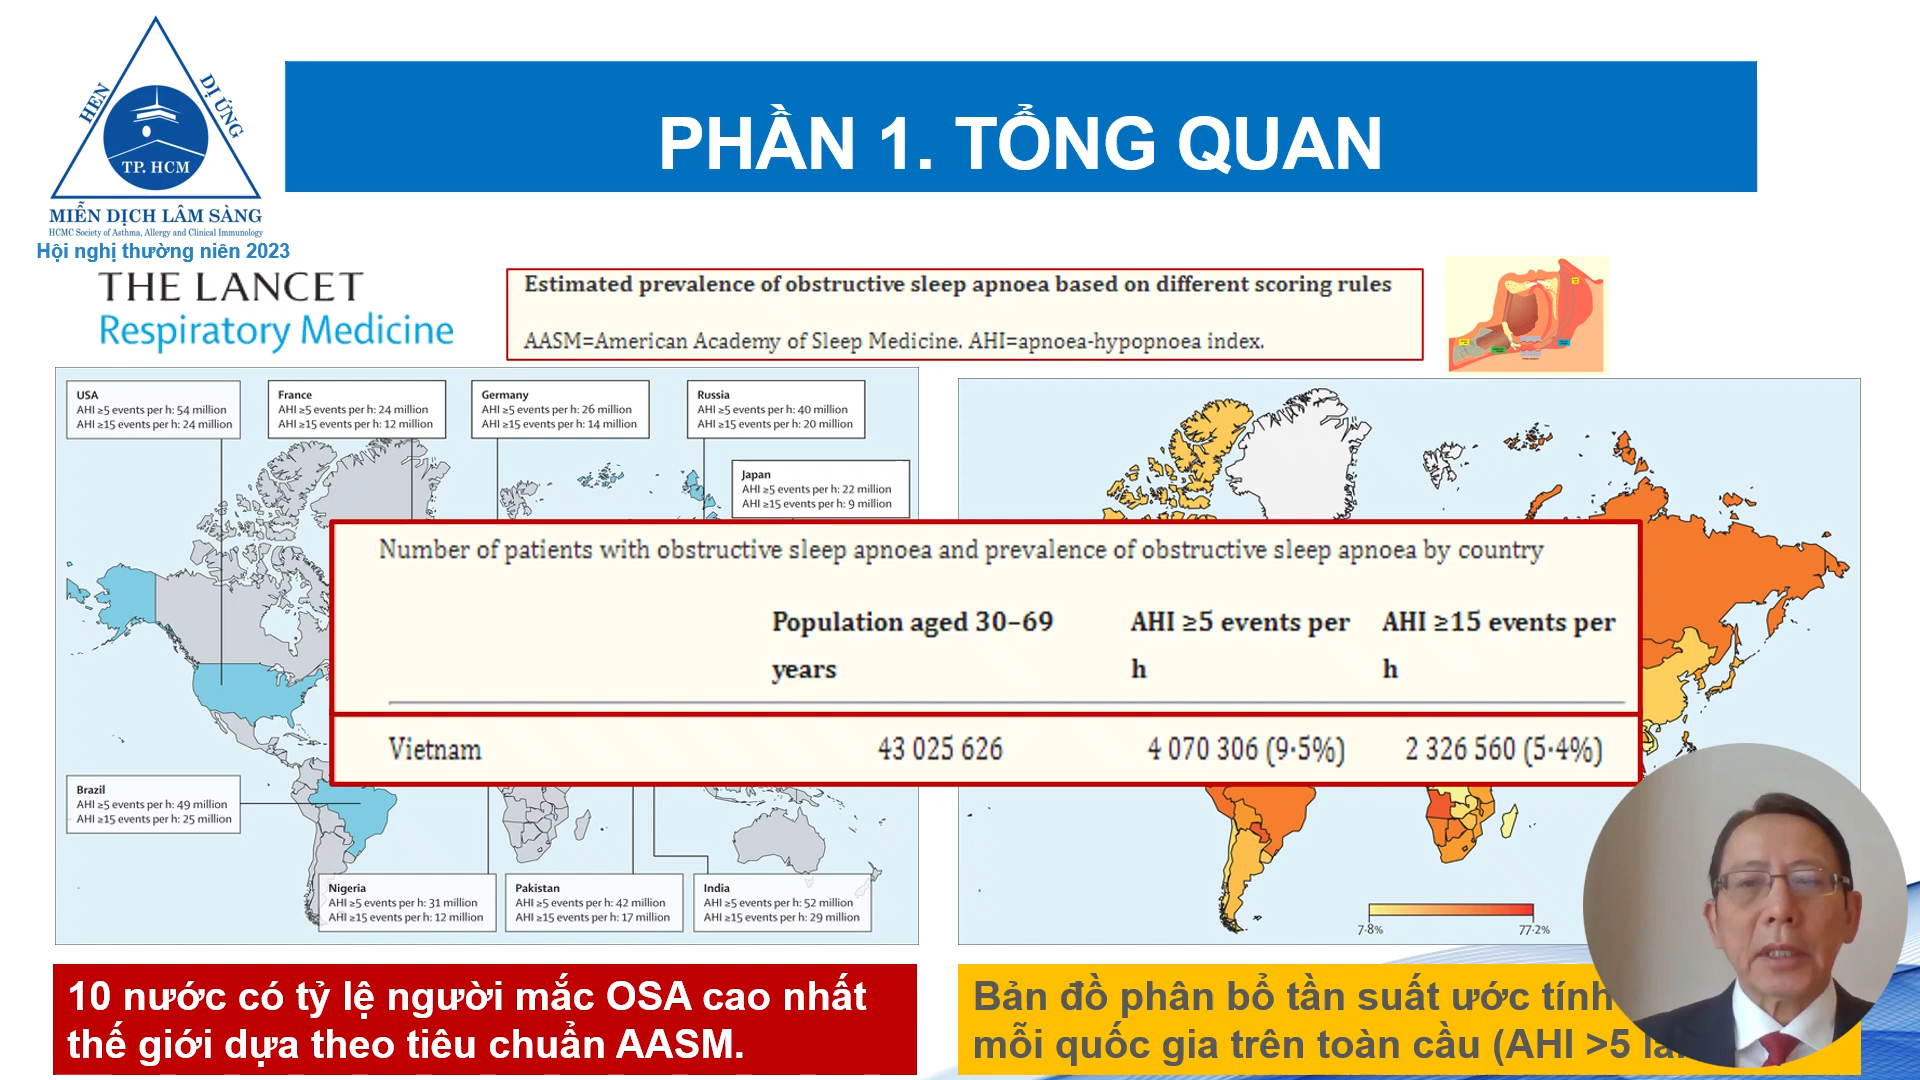 HEN
DỊ ỨNG
TP. HCM
MIỄN DỊCH LÂM SÀNG
HCMC Society of Asthma, Allergy and Clinical Immunology
Hội nghị thường niên 2023
PHẦN 1. TỔNG QUAN
THE LANCET
Respiratory Medicine
Estimated prevalence of obstructive sleep apnoea based on different scoring rules
AASM=American Academy of Sleep Medicine. AHI=apnoea-hypopnoea index.
USA
AHI ≥5 events per h: 54 million
AHI ≥15 events per h: 24 million
France
AHI ≥5 events per h: 24 million
AHI ≥15 events per h: 12 million
Germany
AHI ≥5 events per h: 26 million
AHI ≥15 events per h: 14 million
Russia
AHI ≥5 events per h: 40 million
AHI ≥15 events per h: 20 million
Japan
AHI ≥5 events per h: 22 million
AHI ≥15 events per h: 9 million
Number of patients with obstructive sleep apnoea and prevalence of obstructive sleep apnoea by country
Population aged 30–69 years
AHI ≥5 events per h
AHI ≥15 events per h
Vietnam 43 025 626 4 070 306 (9·5%) 2 326 560 (5·4%)
Brazil
AHI ≥5 events per h: 49 million
AHI ≥15 events per h: 25 million
Nigeria
AHI ≥5 events per h: 31 million
AHI ≥15 events per h: 12 million
Pakistan
AHI ≥5 events per h: 42 million
AHI ≥15 events per h: 17 million
India
AHI ≥5 events per h: 52 million
AHI ≥15 events per h: 29 million
7·8% 77·2%
10 nước có tỷ lệ người mắc OSA cao nhất
thế giới dựa theo tiêu chuẩn AASM.
Bản đồ phân bổ tần suất ước tính
mỗi quốc gia trên toàn cầu (AHI >5